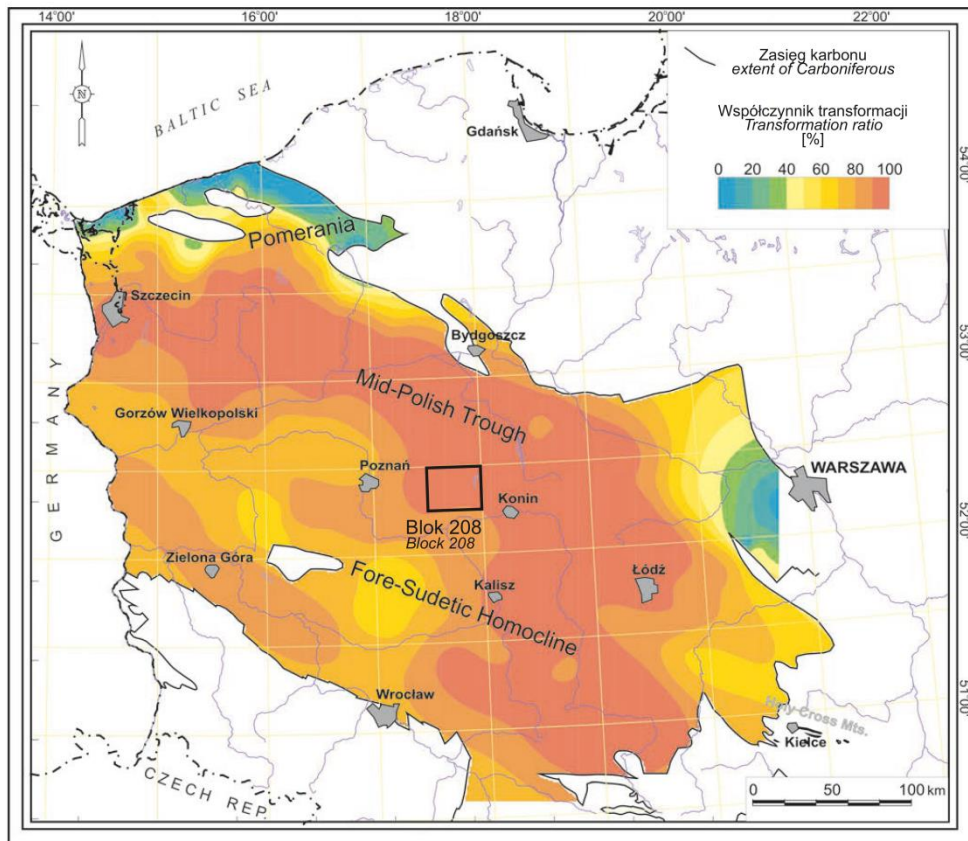 14°00' 16°00' 18°00' 20°00' 22°00'
N
BALTIC SEA
Zasięg karbonu
extent of Carboniferous
Współczynnik transformacji
Transformation ratio
[%]
0 20 40 60 80 100
Gdańsk
54°00'
Pomerania
Szczecin
Bydgoszcz
53°00'
Mid-Polish Trough
Gorzów Wielkopolski
GERMANY
Poznań
WARSZAWA
Konin
52°00'
Blok 208
Block 208
Zielona Góra
Fore-Sudetic Homocline
Kalisz
Łódź
Wrocław
51°00'
Holy Cross Mts.
Kielce
CZECH REP
0 50 100 km